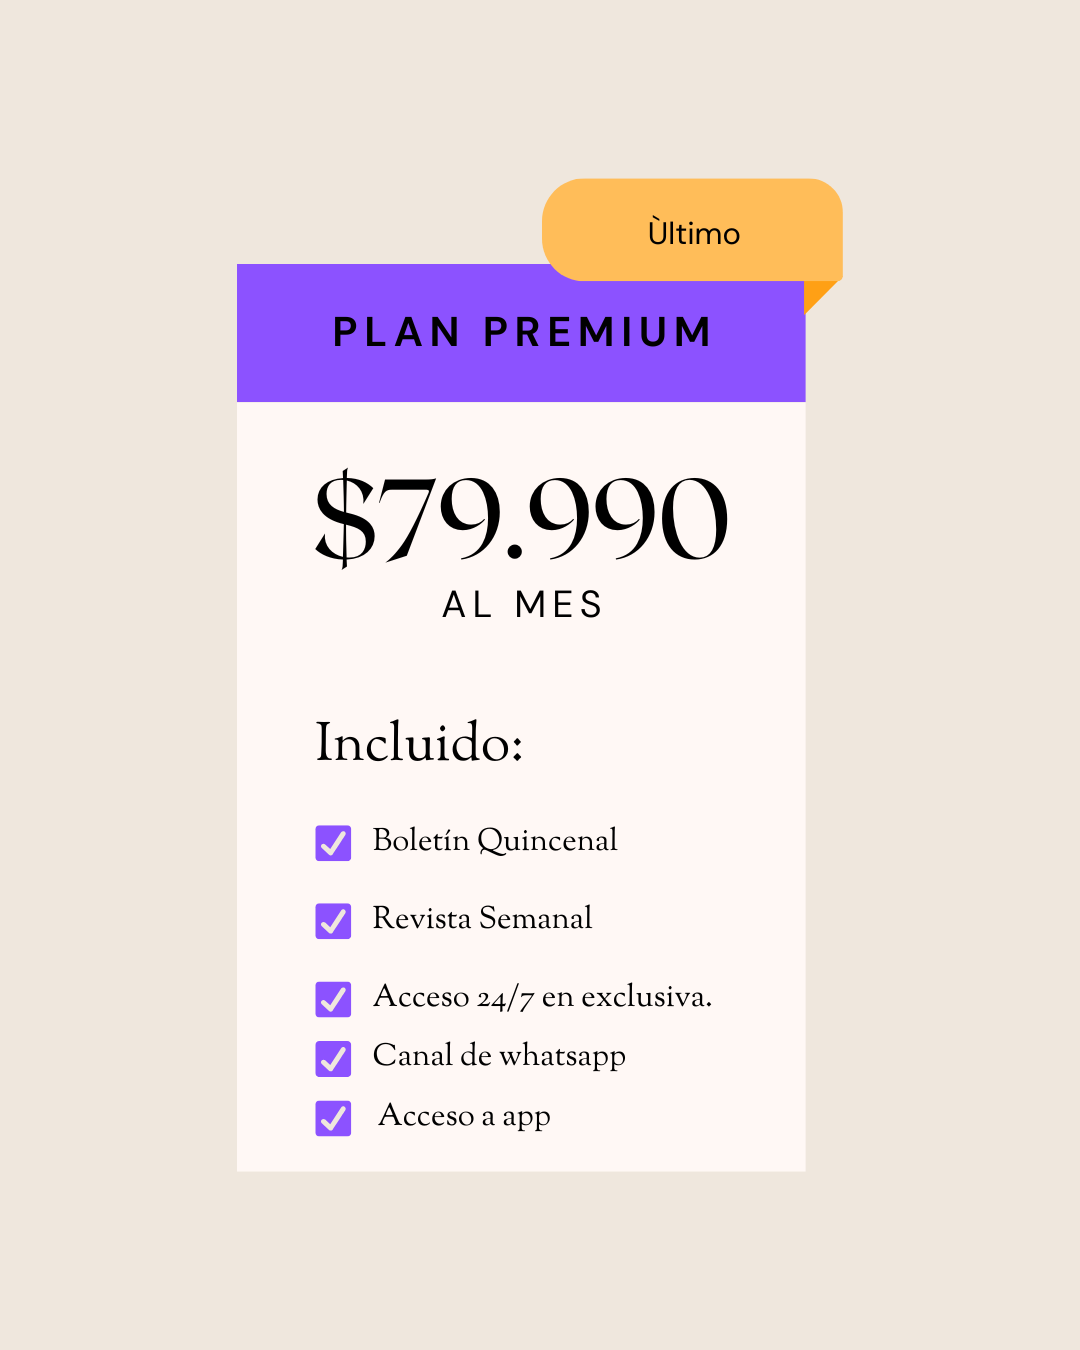 Ùltimo
PLAN PREMIUM
$79.990
AL MES
Incluido:
Boletín Quincenal
Revista Semanal
Acceso 24/7 en exclusiva.
Canal de whatsapp
Acceso a app